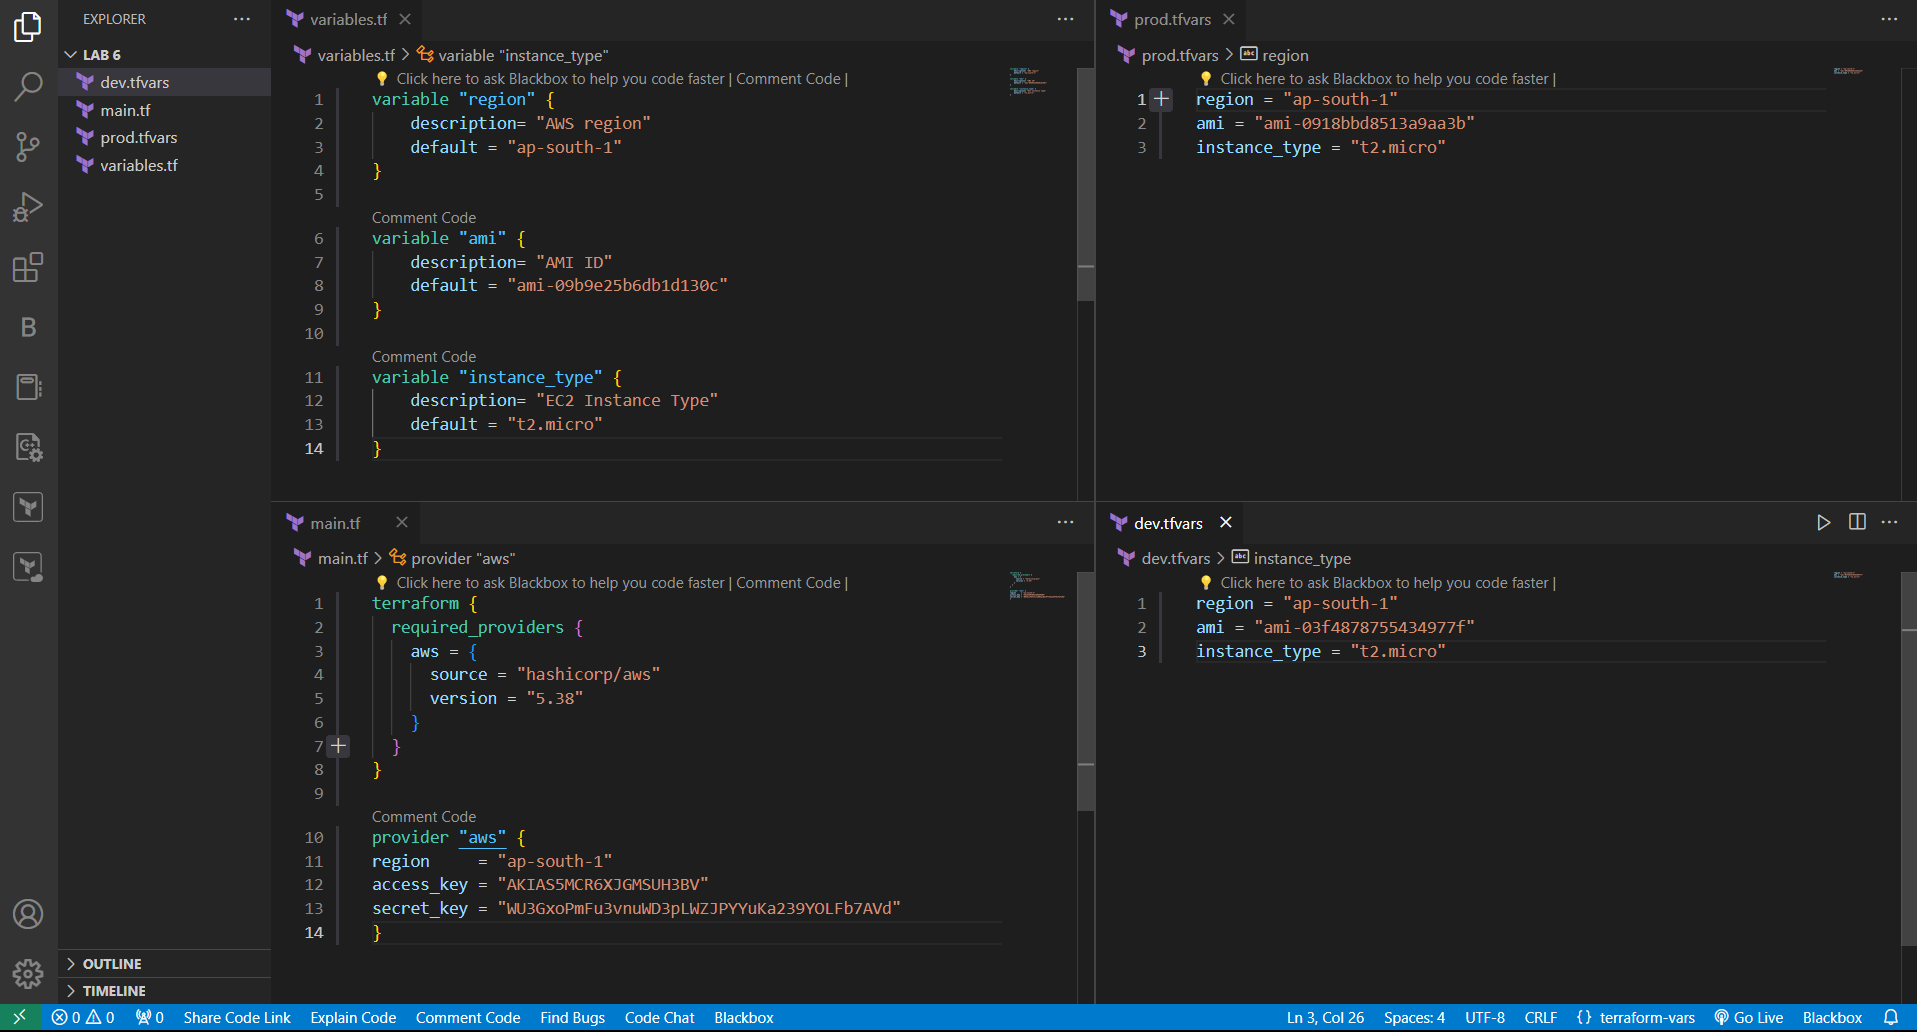 EXPLORER
LAB 6
dev.tfvars
main.tf
prod.tfvars
variables.tf
OUTLINE
TIMELINE
variables.tf
variables.tf > variable "instance_type"
Click here to ask Blackbox to help you code faster | Comment Code |
1 variable "region" {
2 description= "AWS region"
3 default = "ap-south-1"
4 }
5
Comment Code
6 variable "ami" {
7 description= "AMI ID"
8 default = "ami-09b9e25b6db1d130c"
9 }
10
Comment Code
11 variable "instance_type" {
12 description= "EC2 Instance Type"
13 default = "t2.micro"
14 }
prod.tfvars
prod.tfvars > region
Click here to ask Blackbox to help you code faster |
1 region = "ap-south-1"
2 ami = "ami-0918bbd8513a9aa3b"
3 instance_type = "t2.micro"
main.tf
main.tf > provider "aws"
Click here to ask Blackbox to help you code faster | Comment Code |
1 terraform {
2 required_providers {
3 aws = {
4 source = "hashicorp/aws"
5 version = "5.38"
6 }
7 }
8 }
9
Comment Code
10 provider "aws" {
11 region = "ap-south-1"
12 access_key = "AKIAS5MCR6XJGMSUH3BV"
13 secret_key = "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"
14 }
dev.tfvars
dev.tfvars > instance_type
Click here to ask Blackbox to help you code faster |
1 region = "ap-south-1"
2 ami = "ami-03f4878755434977f"
3 instance_type = "t2.micro"
0 0 0 Share Code Link Explain Code Comment Code Find Bugs Code Chat Blackbox Ln 3, Col 26 Spaces: 4 UTF-8 CRLF {} terraform-vars Go Live Blackbox